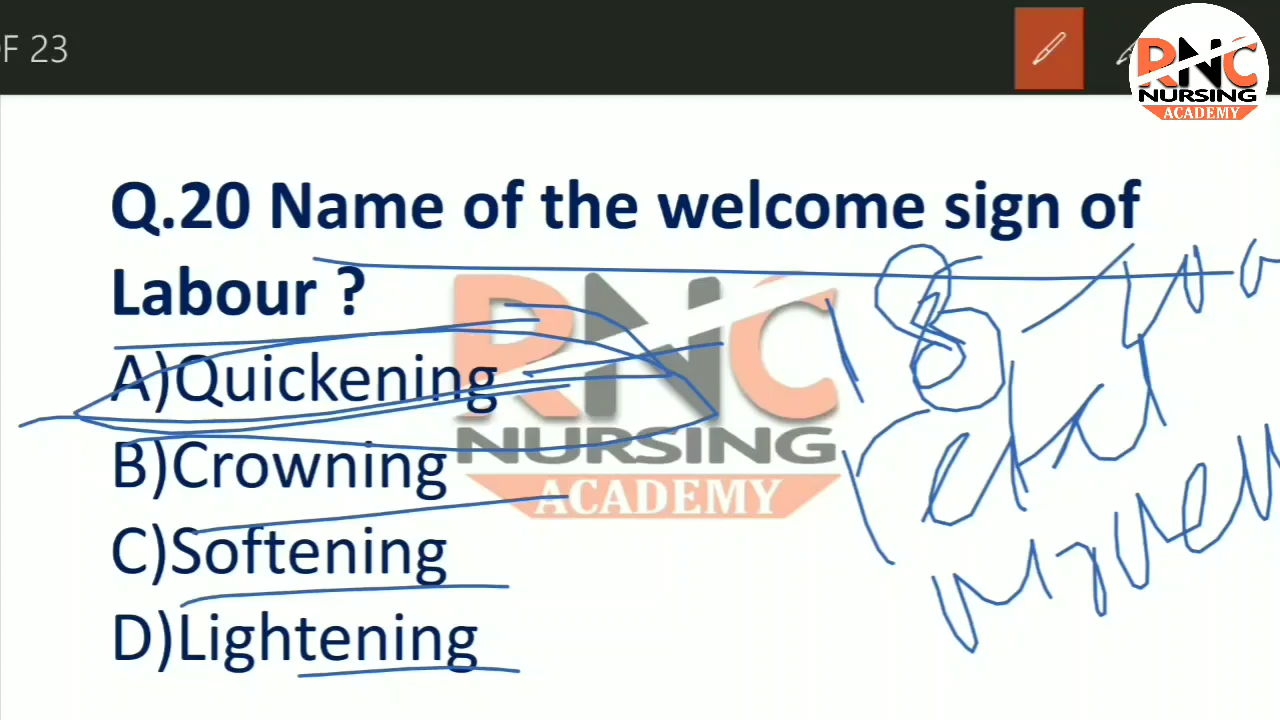 OF 23
RNC
NURSING
ACADEMY
Q.20 Name of the welcome sign of
Labour ?
A)Quickening
B)Crowning
C)Softening
D)Lightening
RNC
NURSING
ACADEMY
18